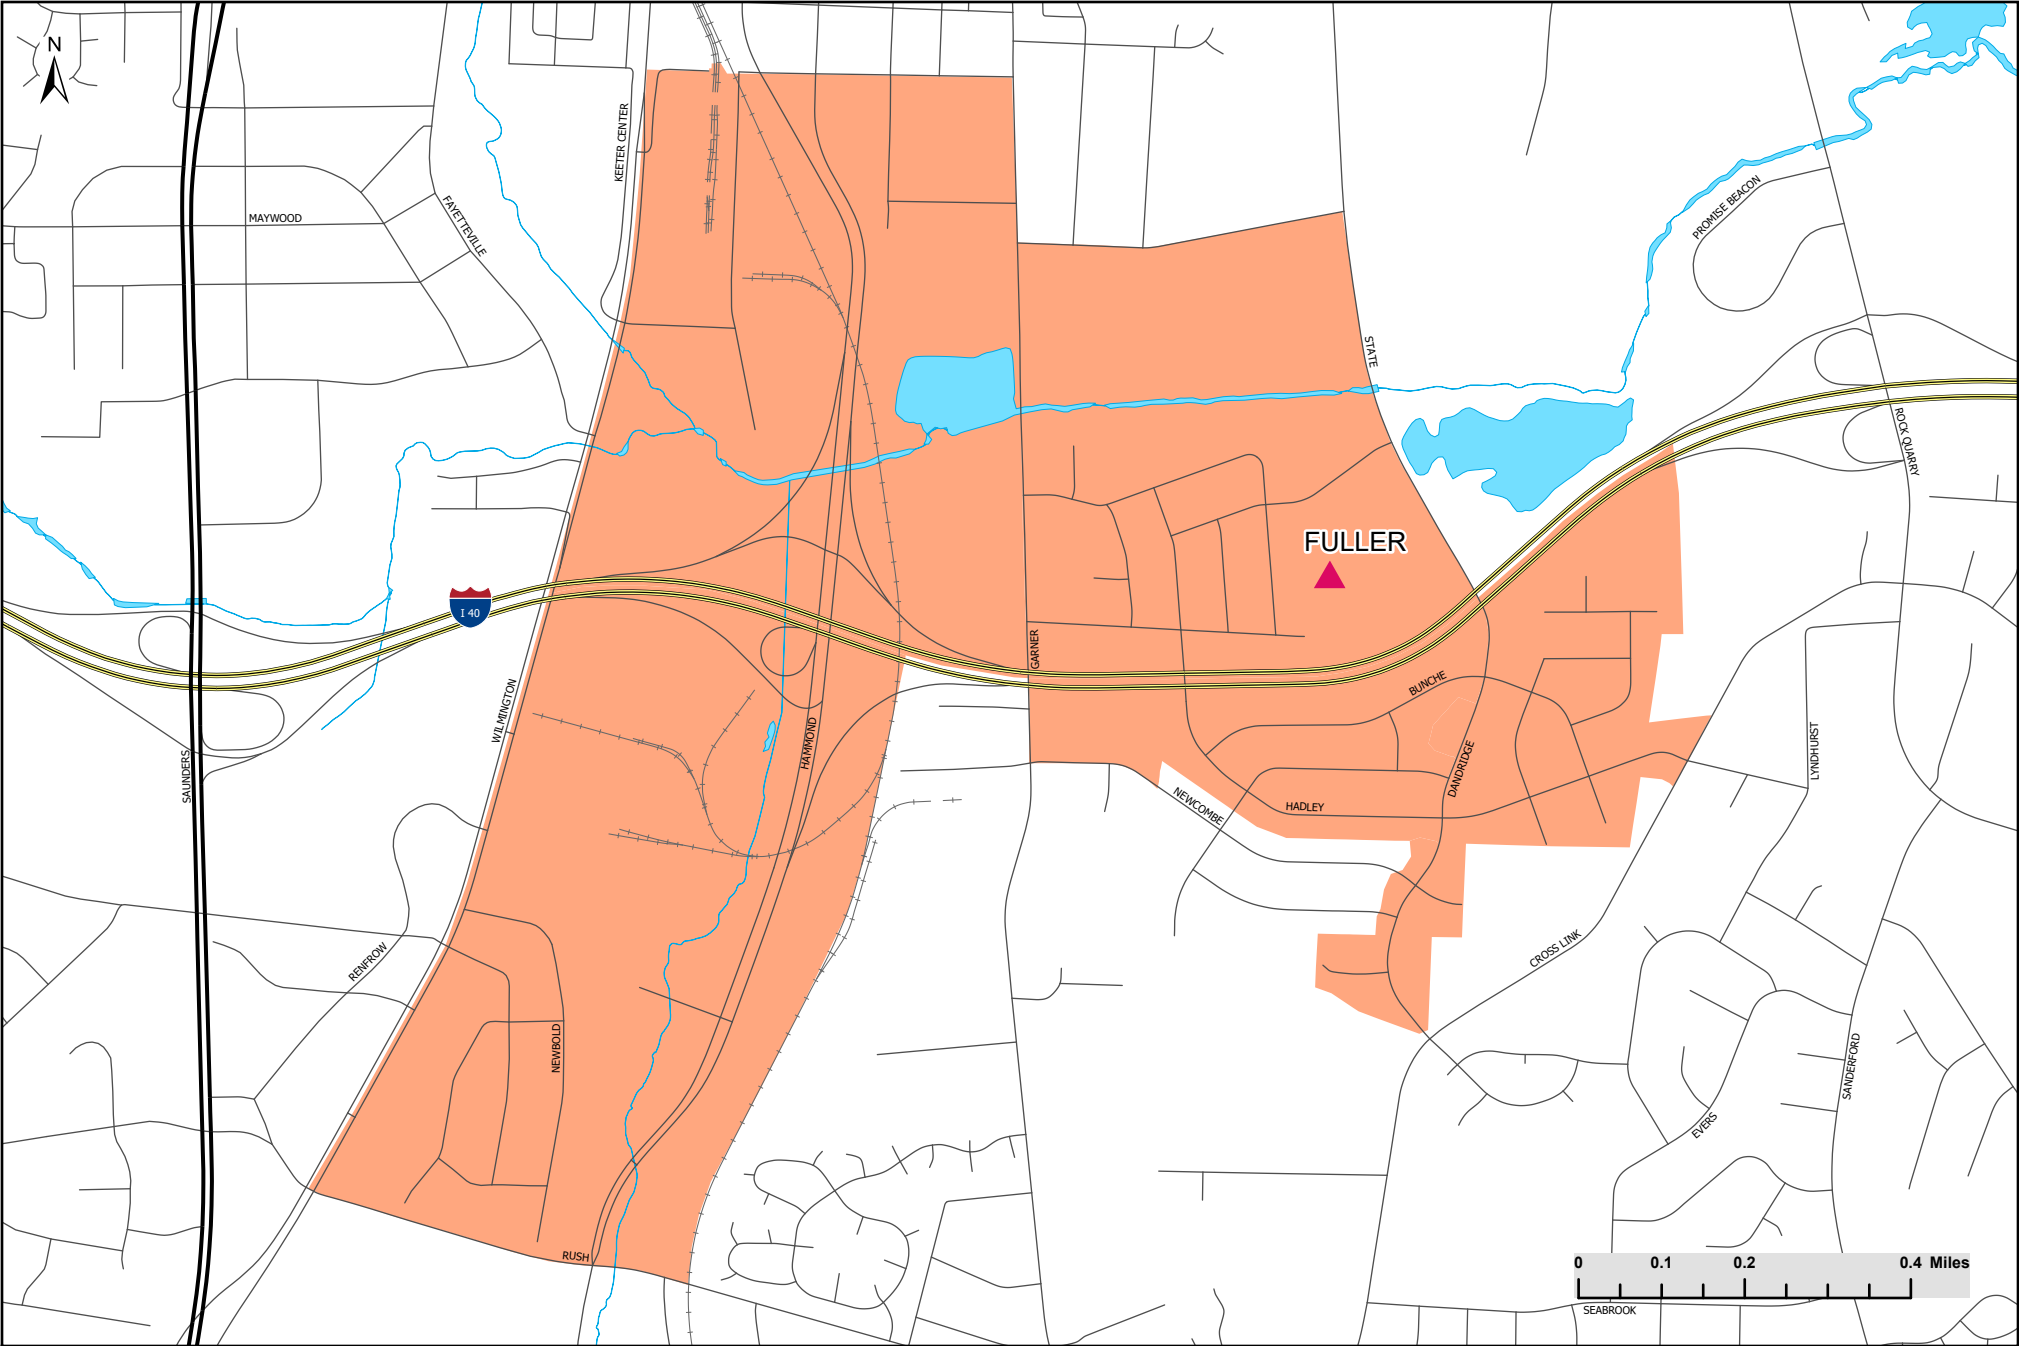 N
KEETER CENTER
MAYWOOD
FAYETTEVILLE
PROMISE BEACON
STATE
ROCK QUARRY
FULLER
I 40
GARNER
WILMINGTON
BUNCHE
HAMMOND
SAUNDERS
DANDRIDGE
LYNDHURST
NEWCOMBE
HADLEY
RENFROW
CROSS LINK
NEWBOLD
SANDERFORD
EVERS
RUSH
0 0.1 0.2 0.4 Miles
SEABROOK